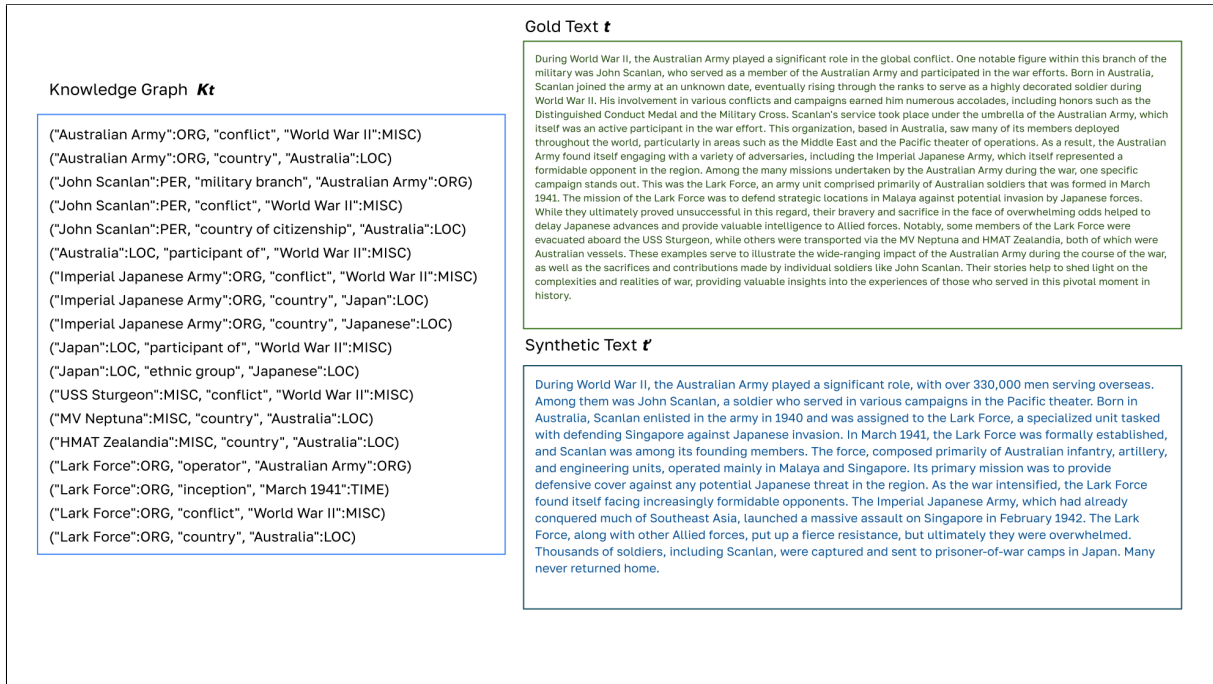 Knowledge Graph Kt
("Australian Army":ORG, "conflict", "World War II":MISC)
("Australian Army":ORG, "country", "Australia":LOC)
("John Scanlan":PER, "military branch", "Australian Army":ORG)
("John Scanlan":PER, "conflict", "World War II":MISC)
("John Scanlan":PER, "country of citizenship", "Australia":LOC)
("Australia":LOC, "participant of", "World War II":MISC)
("Imperial Japanese Army":ORG, "conflict", "World War II":MISC)
("Imperial Japanese Army":ORG, "country", "Japan":LOC)
("Imperial Japanese Army":ORG, "country", "Japanese":LOC)
("Japan":LOC, "participant of", "World War II":MISC)
("Japan":LOC, "ethnic group", "Japanese":LOC)
("USS Sturgeon":MISC, "conflict", "World War II":MISC)
("MV Neptuna":MISC, "country", "Australia":LOC)
("HMAT Zealandia":MISC, "country", "Australia":LOC)
("Lark Force":ORG, "operator", "Australian Army":ORG)
("Lark Force":ORG, "inception", "March 1941":TIME)
("Lark Force":ORG, "conflict", "World War II":MISC)
("Lark Force":ORG, "country", "Australia":LOC)
Gold Text t
During World War II, the Australian Army played a significant role in the global conflict. One notable figure within this branch of the
military was John Scanlan, who served as a member of the Australian Army and participated in the war efforts. Born in Australia,
Scanlan joined the army at an unknown date, eventually rising through the ranks to serve as a highly decorated soldier during
World War II. His involvement in various conflicts and campaigns earned him numerous accolades, including honors such as the
Distinguished Conduct Medal and the Military Cross. Scanlan's service took place under the umbrella of the Australian Army, which
itself was an active participant in the war effort. This organization, based in Australia, saw many of its members deployed
throughout the world, particularly in areas such as the Middle East and the Pacific theater of operations. As a result, the Australian
Army found itself engaging with a variety of adversaries, including the Imperial Japanese Army, which itself represented a
formidable opponent in the region. Among the many missions undertaken by the Australian Army during the war, one specific
campaign stands out. This was the Lark Force, an army unit comprised primarily of Australian soldiers that was formed in March
1941. The mission of the Lark Force was to defend strategic locations in Malaya against potential invasion by Japanese forces.
While they ultimately proved unsuccessful in this regard, their bravery and sacrifice in the face of overwhelming odds helped to
delay Japanese advances and provide valuable intelligence to Allied forces. Notably, some members of the Lark Force were
evacuated aboard the USS Sturgeon, while others were transported via the MV Neptuna and HMAT Zealandia, both of which were
Australian vessels. These examples serve to illustrate the wide-ranging impact of the Australian Army during the course of the war,
as well as the sacrifices and contributions made by individual soldiers like John Scanlan. Their stories help to shed light on the
complexities and realities of war, providing valuable insights into the experiences of those who served in this pivotal moment in
history.
Synthetic Text t'
During World War II, the Australian Army played a significant role, with over 330,000 men serving overseas.
Among them was John Scanlan, a soldier who served in various campaigns in the Pacific theater. Born in
Australia, Scanlan enlisted in the army in 1940 and was assigned to the Lark Force, a specialized unit tasked
with defending Singapore against Japanese invasion. In March 1941, the Lark Force was formally established,
and Scanlan was among its founding members. The force, composed primarily of Australian infantry, artillery,
and engineering units, operated mainly in Malaya and Singapore. Its primary mission was to provide
defensive cover against any potential Japanese threat in the region. As the war intensified, the Lark Force
found itself facing increasingly formidable opponents. The Imperial Japanese Army, which had already
conquered much of Southeast Asia, launched a massive assault on Singapore in February 1942. The Lark
Force, along with other Allied forces, put up a fierce resistance, but ultimately they were overwhelmed.
Thousands of soldiers, including Scanlan, were captured and sent to prisoner-of-war camps in Japan. Many
never returned home.